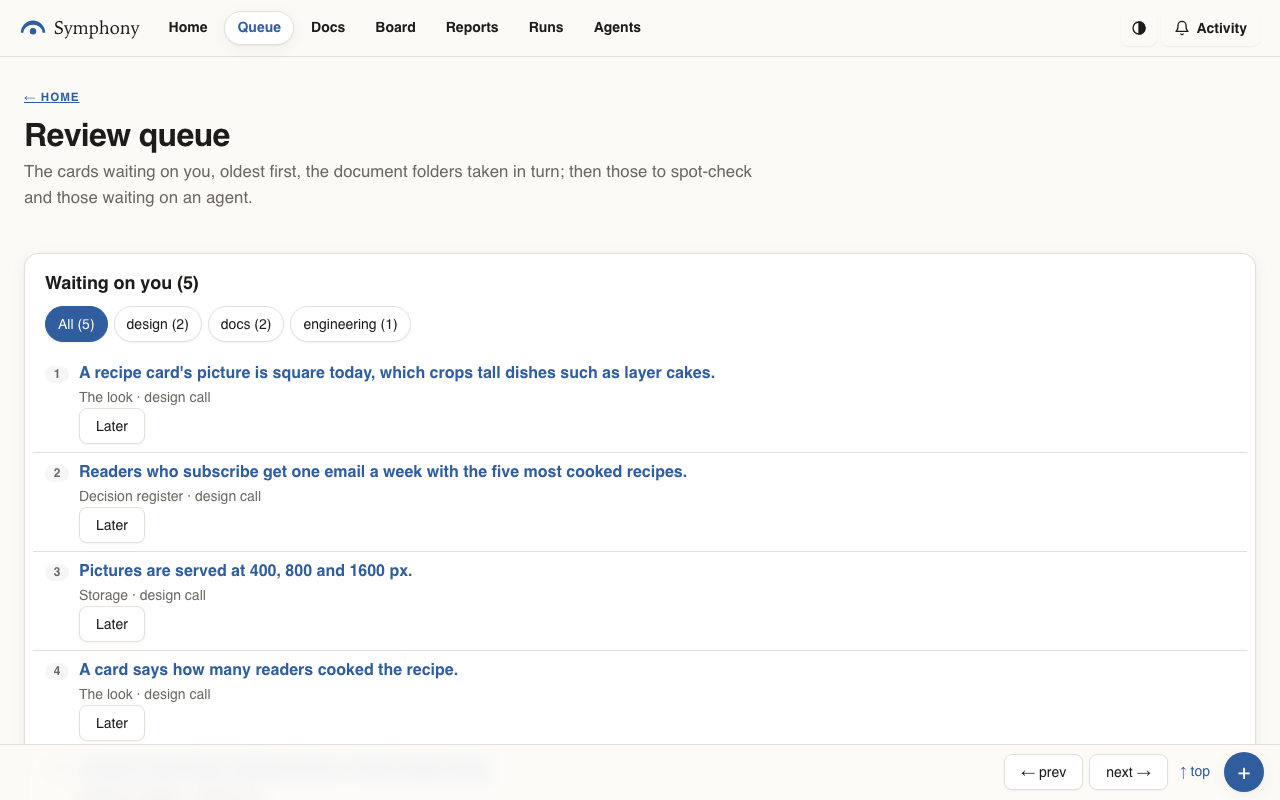 Symphony Home Queue Docs Board Reports Runs Agents Activity
← HOME
Review queue
The cards waiting on you, oldest first, the document folders taken in turn; then those to spot-check
and those waiting on an agent.
Waiting on you (5)
All (5) design (2) docs (2) engineering (1)
1 A recipe card's picture is square today, which crops tall dishes such as layer cakes.
The look · design call
Later
2 Readers who subscribe get one email a week with the five most cooked recipes.
Decision register · design call
Later
3 Pictures are served at 400, 800 and 1600 px.
Storage · design call
Later
4 A card says how many readers cooked the recipe.
The look · design call
Later
← prev next → ↑ top +